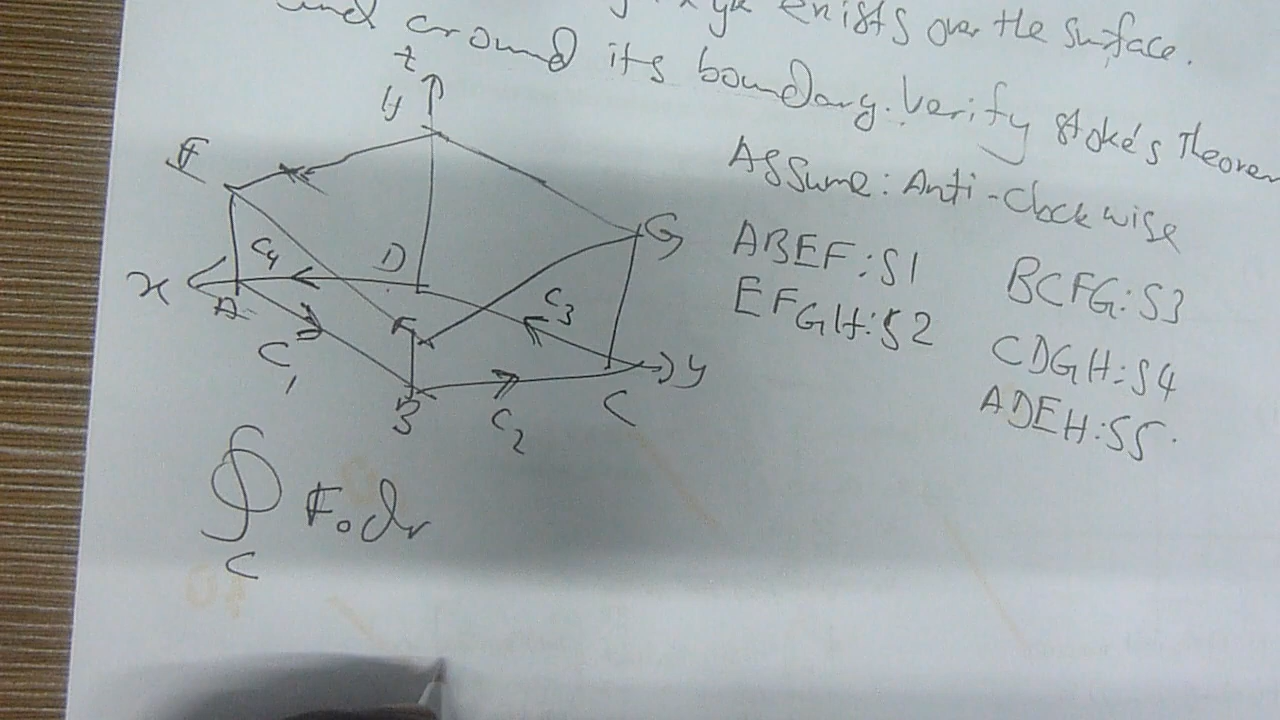 and around its boundary. Verify stoke's Theorem
exists over the surface.
Assume: Anti-clockwise
ABEF: S1
BCFG: S3
EFGH: S2
CDGH: S4
ADEH: S5.
z
H
E
G
C4
D
x
A
F
C3
C1
y
B
C2
C
∮ F∘dr
C